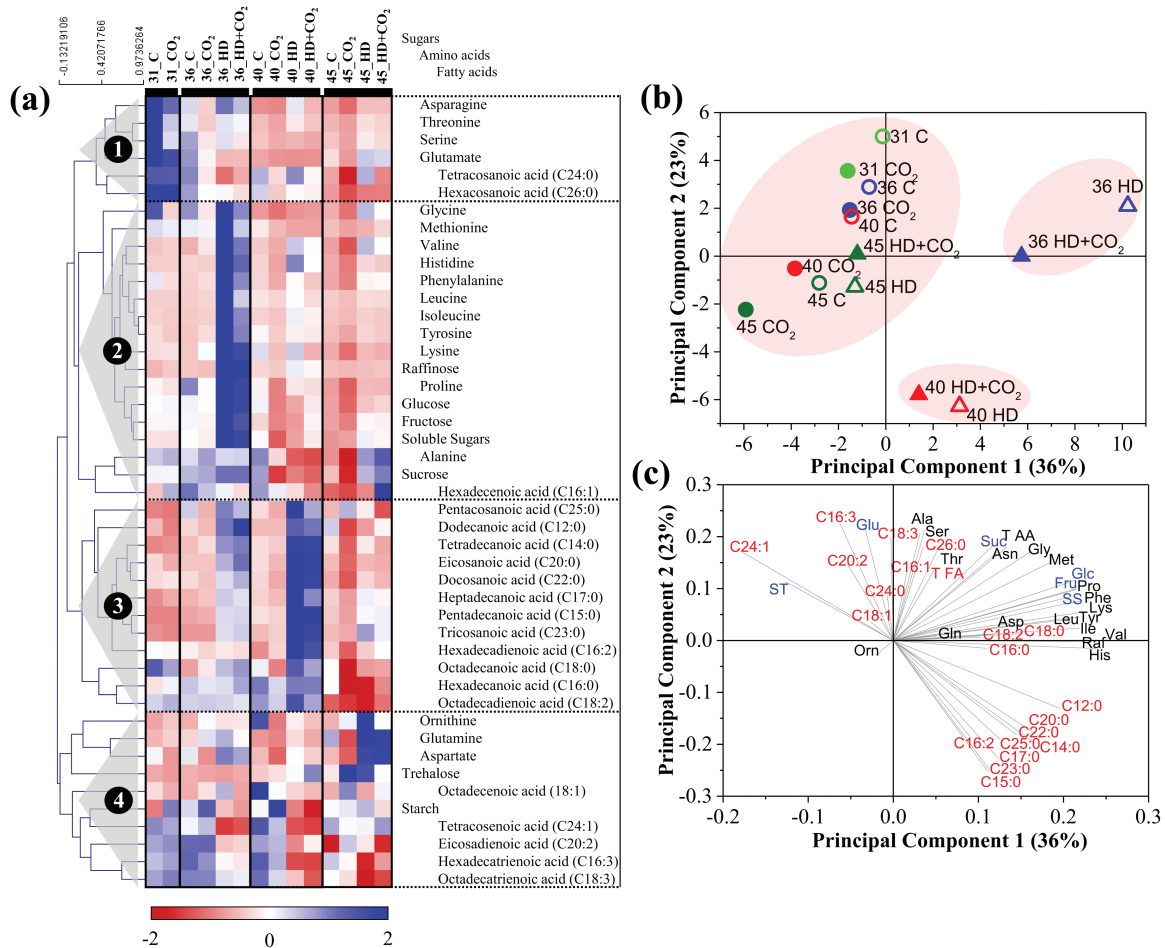 -0.13219106
0.42071766
0.9736264
31_C
31_CO₂
36_C
36_CO₂
36_HD
36_HD+CO₂
40_C
40_CO₂
40_HD
40_HD+CO₂
45_C
45_CO₂
45_HD
45_HD+CO₂
Sugars
Amino acids
Fatty acids
(a)
1
2
3
4
Asparagine
Threonine
Serine
Glutamate
Tetracosanoic acid (C24:0)
Hexacosanoic acid (C26:0)
Glycine
Methionine
Valine
Histidine
Phenylalanine
Leucine
Isoleucine
Tyrosine
Lysine
Raffinose
Proline
Glucose
Fructose
Soluble Sugars
Alanine
Sucrose
Hexadecenoic acid (C16:1)
Pentacosanoic acid (C25:0)
Dodecanoic acid (C12:0)
Tetradecanoic acid (C14:0)
Eicosanoic acid (C20:0)
Docosanoic acid (C22:0)
Heptadecanoic acid (C17:0)
Pentadecanoic acid (C15:0)
Tricosanoic acid (C23:0)
Hexadecadienoic acid (C16:2)
Octadecanoic acid (C18:0)
Hexadecanoic acid (C16:0)
Octadecadienoic acid (C18:2)
Ornithine
Glutamine
Aspartate
Trehalose
Octadecenoic acid (18:1)
Starch
Tetracosenoic acid (C24:1)
Eicosadienoic acid (C20:2)
Hexadecatrienoic acid (C16:3)
Octadecatrienoic acid (C18:3)
-2
0
2
(b)
Principal Component 2 (23%)
6
4
2
0
-2
-4
-6
31 C
31 CO₂
36 C
36 CO₂
40 C
45 HD+CO₂
40 CO₂
45 C
45 HD
45 CO₂
36 HD
36 HD+CO₂
40 HD+CO₂
40 HD
-6
-4
-2
0
2
4
6
8
10
Principal Component 1 (36%)
(c)
Principal Component 2 (23%)
0.3
0.2
0.1
0.0
-0.1
-0.2
-0.3
C16:3
Glu
Ala
C18:3
Ser
C26:0
Suc
T AA
C24:1
C20:2
C16:1
Thr
Asn
Gly
Met
T FA
ST
C24:0
Fru
Glc
Pro
C18:1
SS
Phe
Lys
Asp
Leu
Tyr
Gln
C18:2
C18:0
Ile
Val
Orn
C16:0
Raf
His
C12:0
C20:0
C22:0
C16:2
C25:0
C14:0
C17:0
C23:0
C15:0
-0.2
-0.1
0.0
0.1
0.2
0.3
Principal Component 1 (36%)